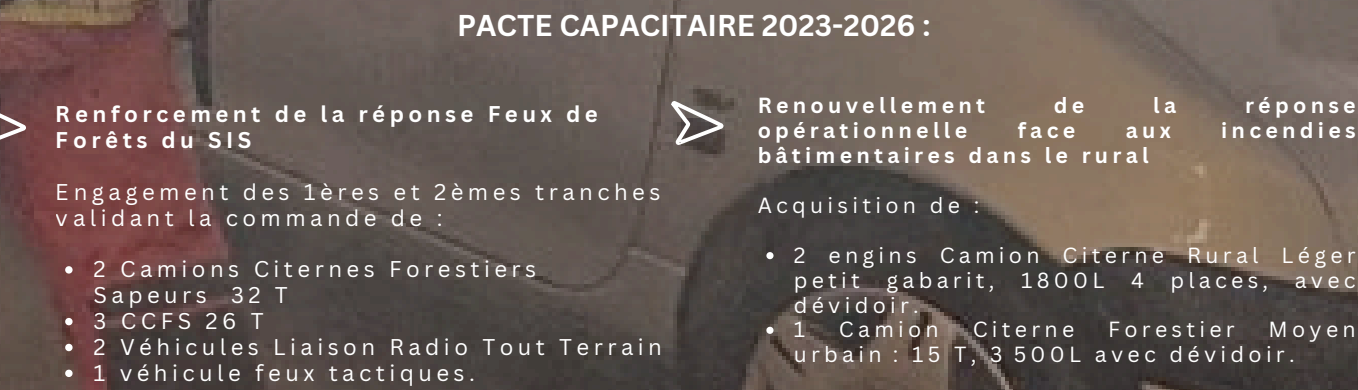 PACTE CAPACITAIRE 2023-2026 :
Renforcement de la réponse Feux de
Forêts du SIS
Engagement des 1ères et 2èmes tranches
validant la commande de :
• 2 Camions Citernes Forestiers
Sapeurs 32 T
• 3 CCFS 26 T
• 2 Véhicules Liaison Radio Tout Terrain
• 1 véhicule feux tactiques.
Renouvellement de la réponse
opérationnelle face aux incendies
bâtimentaires dans le rural
Acquisition de :
• 2 engins Camion Citerne Rural Léger
petit gabarit, 1800L 4 places, avec
dévidoir.
• 1 Camion Citerne Forestier Moyen
urbain : 15 T, 3 500L avec dévidoir.